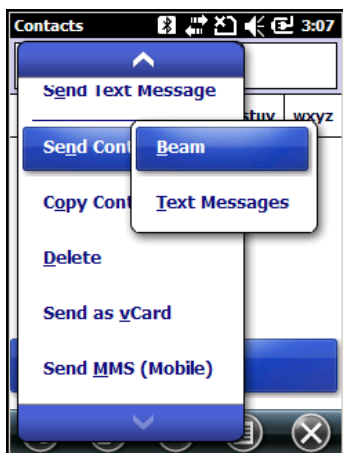 Contacts 3:07
Send Text Message
stuv wxyz
Send Cont
Beam
Copy Cont
Text Messages
Delete
Send as vCard
Send MMS (Mobile)